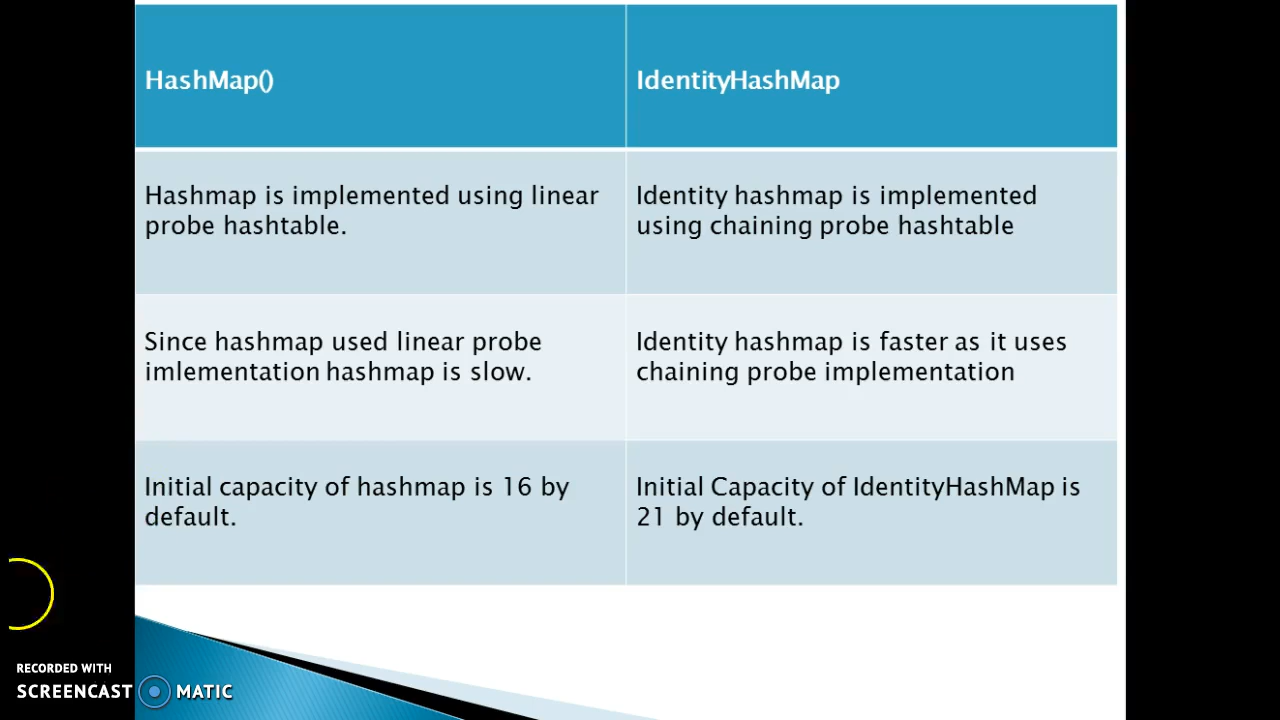 HashMap()
IdentityHashMap
Hashmap is implemented using linear
probe hashtable.
Identity hashmap is implemented
using chaining probe hashtable
Since hashmap used linear probe
imlementation hashmap is slow.
Identity hashmap is faster as it uses
chaining probe implementation
Initial capacity of hashmap is 16 by
default.
Initial Capacity of IdentityHashMap is
21 by default.
RECORDED WITH
SCREENCAST MATIC